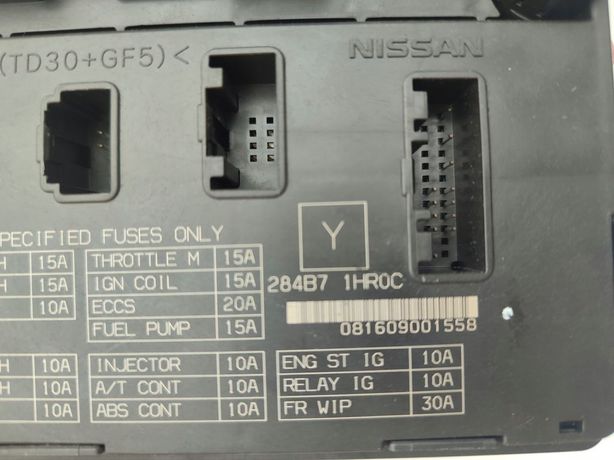 (TD30+GF5)<
NISSAN
PECIFIED FUSES ONLY
H 15A THROTTLE M 15A
H 15A IGN COIL 15A
10A ECCS 20A
FUEL PUMP 15A
Y
284B7 1HR0C
081609001558
H 10A INJECTOR 10A
H 10A A/T CONT 10A
10A ABS CONT 10A
ENG ST IG 10A
RELAY IG 10A
FR WIP 30A